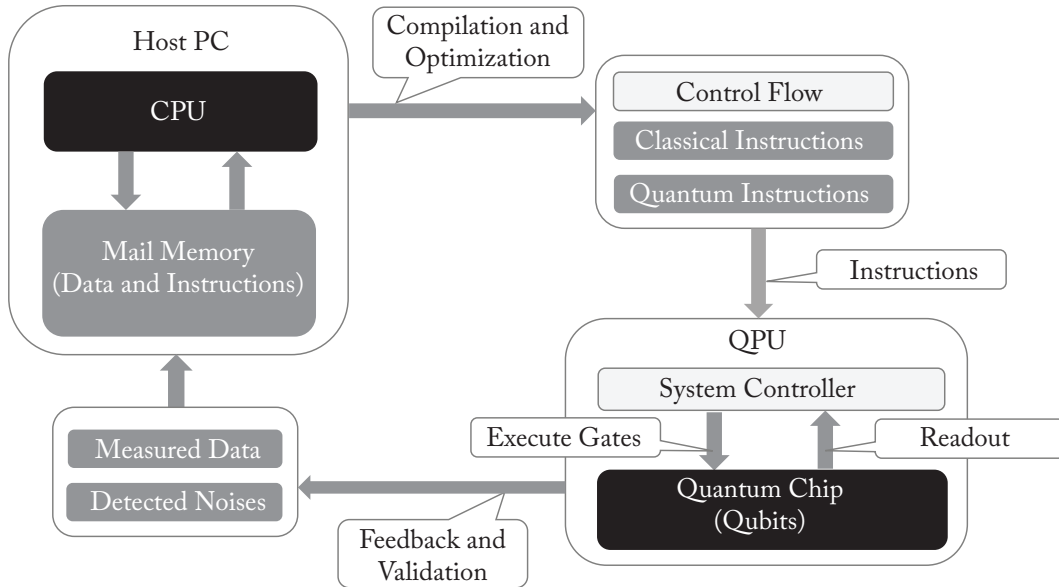 Host PC
CPU
Mail Memory
(Data and Instructions)
Compilation and
Optimization
Control Flow
Classical Instructions
Quantum Instructions
Instructions
QPU
System Controller
Execute Gates
Readout
Quantum Chip
(Qubits)
Feedback and
Validation
Measured Data
Detected Noises